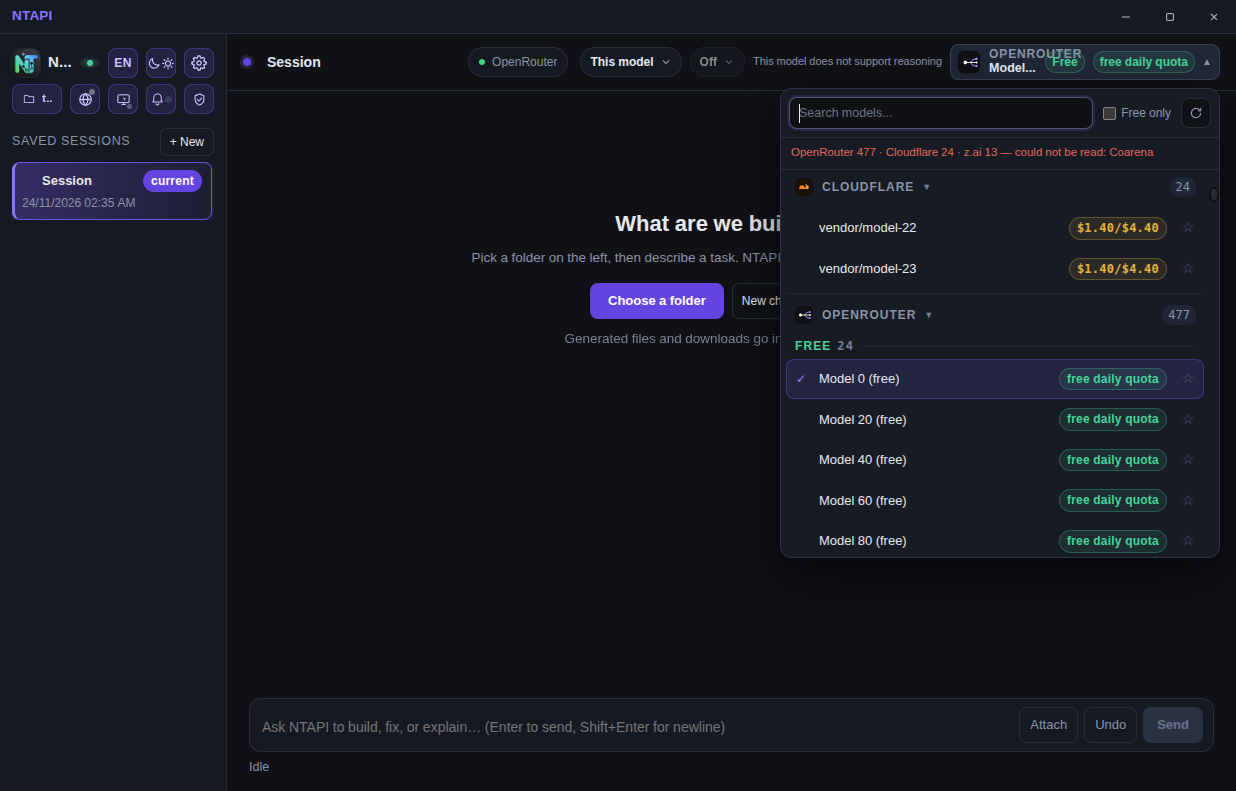 NTAPI
N...
EN
t..
SAVED SESSIONS
+ New
Session
current
24/11/2026 02:35 AM
Session
OpenRouter
This model
Off
This model does not support reasoning
OPENROUTER
Model...
Free
free daily quota
Search models...
Free only
OpenRouter 477 · Cloudflare 24 · z.ai 13 — could not be read: Coarena
CLOUDFLARE
24
vendor/model-22
$1.40/$4.40
vendor/model-23
$1.40/$4.40
OPENROUTER
477
FREE 24
✓ Model 0 (free)
free daily quota
Model 20 (free)
free daily quota
Model 40 (free)
free daily quota
Model 60 (free)
free daily quota
Model 80 (free)
free daily quota
What are we bui
Pick a folder on the left, then describe a task. NTAPI
Choose a folder
New ch
Generated files and downloads go in
Ask NTAPI to build, fix, or explain… (Enter to send, Shift+Enter for newline)
Attach
Undo
Send
Idle